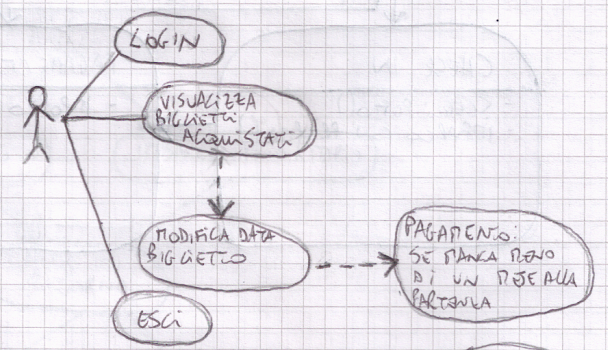 LOGIN
VISUALIZZA
BIGLIETTI
ACQUISTATI
MODIFICA DATA
BIGLIETTO
PAGAMENTO:
SE MANCA MENO
DI UN MESE ALLA
PARTENZA
ESCI